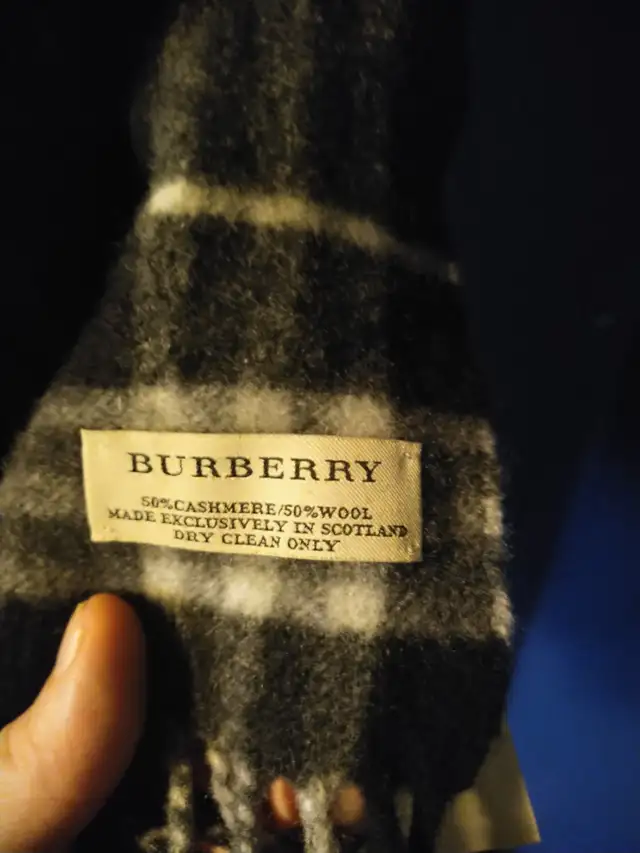 BURBERRY
50%CASHMERE/50%WOOL
MADE EXCLUSIVELY IN SCOTLAND
DRY CLEAN ONLY